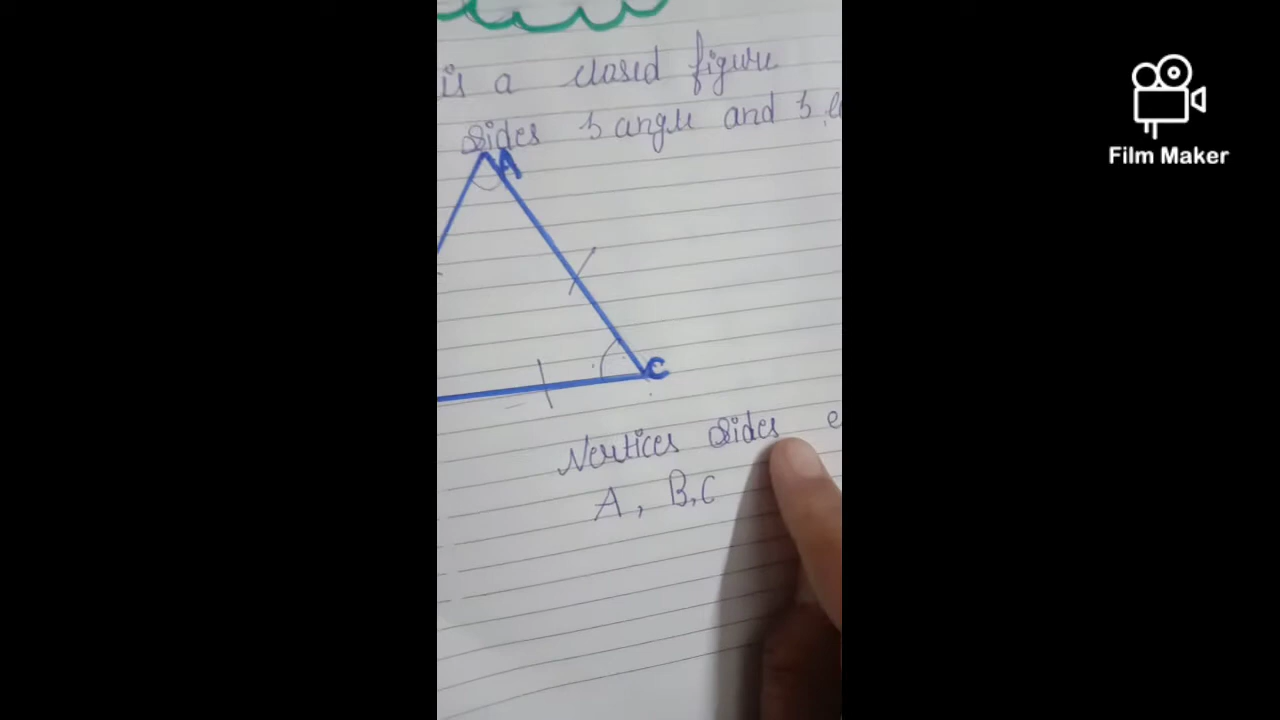 is a closed figure
sides 3 angle and 3
A
C
Vertices sides
A, B, C
Film Maker